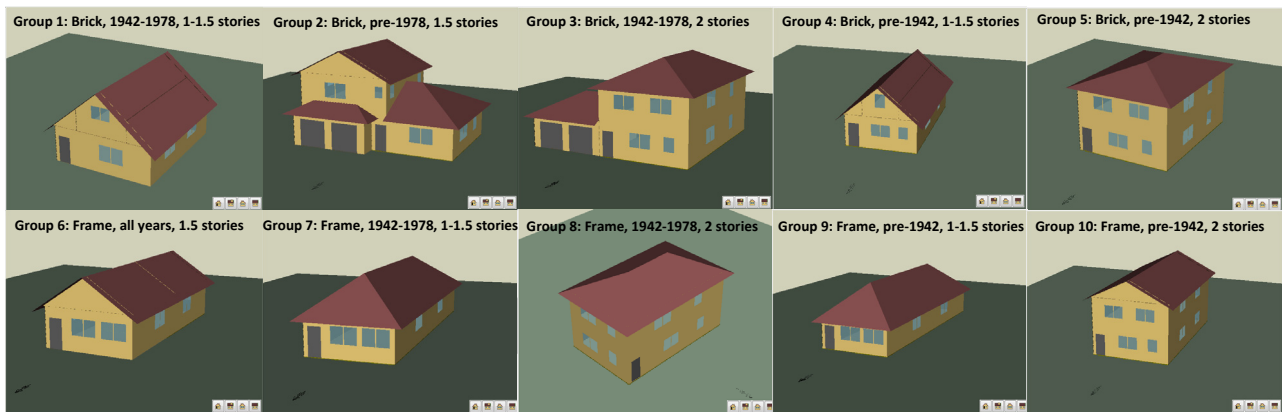 Group 1: Brick, 1942-1978, 1-1.5 stories
Group 2: Brick, pre-1978, 1.5 stories
Group 3: Brick, 1942-1978, 2 stories
Group 4: Brick, pre-1942, 1-1.5 stories
Group 5: Brick, pre-1942, 2 stories
Group 6: Frame, all years, 1.5 stories
Group 7: Frame, 1942-1978, 1-1.5 stories
Group 8: Frame, 1942-1978, 2 stories
Group 9: Frame, pre-1942, 1-1.5 stories
Group 10: Frame, pre-1942, 2 stories